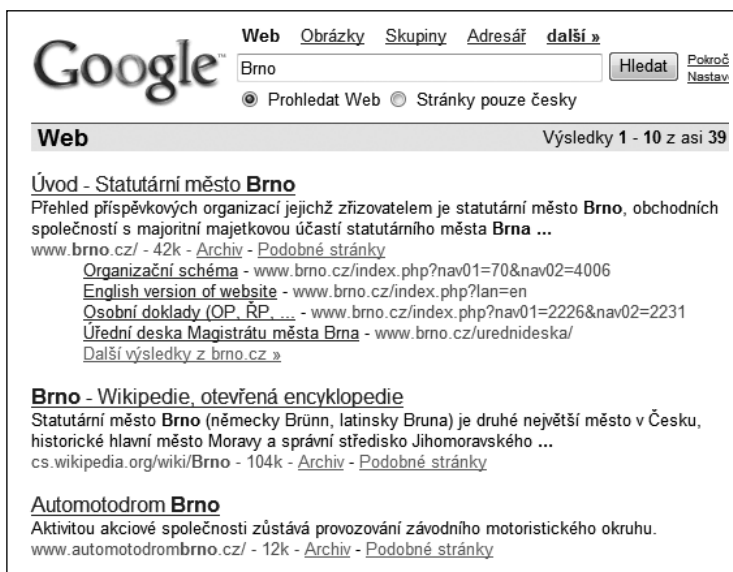 Google™
Web Obrázky Skupiny Adresář další »
Brno Hledat
Prohledat Web Stránky pouze česky
Web Výsledky 1 - 10 z asi 39
Úvod - Statutární město Brno
Přehled příspěvkových organizací jejichž zřizovatelem je statutární město Brno, obchodních
společností s majoritní majetkovou účastí statutárního města Brna ...
www.brno.cz/ - 42k - Archiv - Podobné stránky
Organizační schéma - www.brno.cz/index.php?nav01=70&nav02=4006
English version of website - www.brno.cz/index.php?lan=en
Osobní doklady (OP, ŘP, ... - www.brno.cz/index.php?nav01=2226&nav02=2231
Úřední deska Magistrátu města Brna - www.brno.cz/urednideska/
Další výsledky z brno.cz »
Brno - Wikipedie, otevřená encyklopedie
Statutární město Brno (německy Brünn, latinsky Bruna) je druhé největší město v Česku,
historické hlavní město Moravy a správní středisko Jihomoravského ...
cs.wikipedia.org/wiki/Brno - 104k - Archiv - Podobné stránky
Automotodrom Brno
Aktivitou akciové společnosti zůstává provozování závodního motoristického okruhu.
www.automotodrombrno.cz/ - 12k - Archiv - Podobné stránky